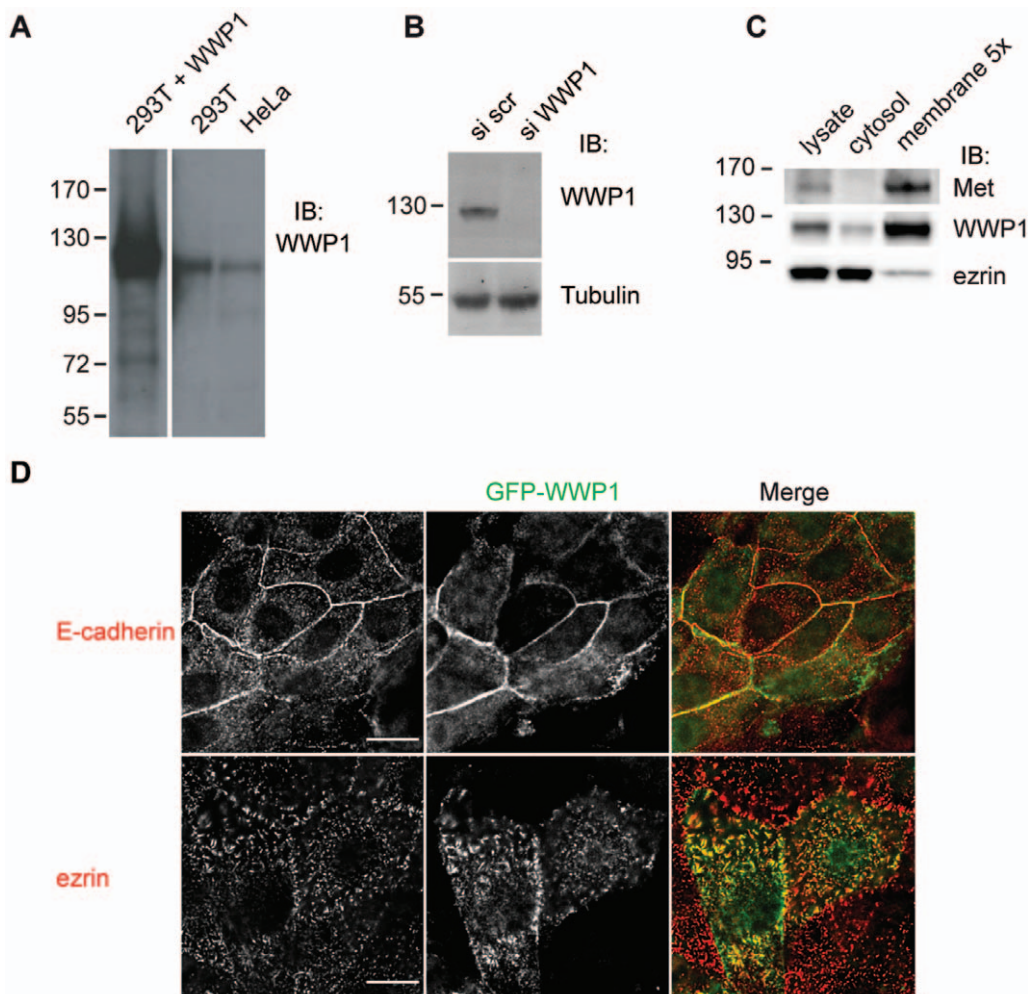 A
293T + WWP1
293T
HeLa
170
130
95
72
55
IB:
WWP1
B
si scr
si WWP1
IB:
130
WWP1
55
Tubulin
C
lysate
cytosol
membrane 5x
IB:
170
Met
130
WWP1
95
ezrin
D
GFP-WWP1
Merge
E-cadherin
ezrin